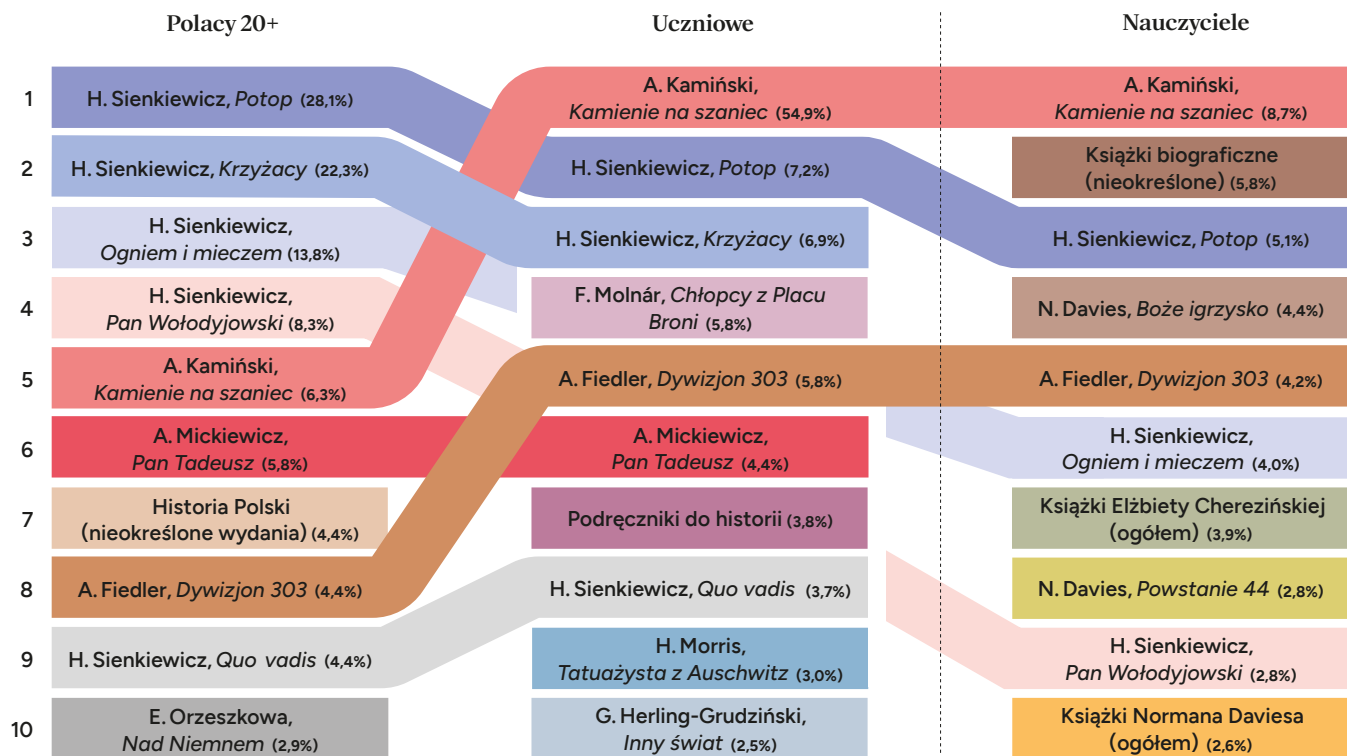 Polacy 20+
Uczniowe
Nauczyciele
1
H. Sienkiewicz, Potop (28,1%)
A. Kamiński,
Kamienie na szaniec (54,9%)
A. Kamiński,
Kamienie na szaniec (8,7%)
2
H. Sienkiewicz, Krzyżacy (22,3%)
H. Sienkiewicz, Potop (7,2%)
Książki biograficzne
(nieokreślone) (5,8%)
3
H. Sienkiewicz,
Ogniem i mieczem (13,8%)
H. Sienkiewicz, Krzyżacy (6,9%)
H. Sienkiewicz, Potop (5,1%)
4
H. Sienkiewicz,
Pan Wołodyjowski (8,3%)
F. Molnár, Chłopcy z Placu
Broni (5,8%)
N. Davies, Boże igrzysko (4,4%)
5
A. Kamiński,
Kamienie na szaniec (6,3%)
A. Fiedler, Dywizjon 303 (5,8%)
A. Fiedler, Dywizjon 303 (4,2%)
6
A. Mickiewicz,
Pan Tadeusz (5,8%)
A. Mickiewicz,
Pan Tadeusz (4,4%)
H. Sienkiewicz,
Ogniem i mieczem (4,0%)
7
Historia Polski
(nieokreślone wydania) (4,4%)
Podręczniki do historii (3,8%)
Książki Elżbiety Cherezińskiej
(ogółem) (3,9%)
8
A. Fiedler, Dywizjon 303 (4,4%)
H. Sienkiewicz, Quo vadis (3,7%)
N. Davies, Powstanie 44 (2,8%)
9
H. Sienkiewicz, Quo vadis (4,4%)
H. Morris,
Tatuażysta z Auschwitz (3,0%)
H. Sienkiewicz,
Pan Wołodyjowski (2,8%)
10
E. Orzeszkowa,
Nad Niemnem (2,9%)
G. Herling-Grudziński,
Inny świat (2,5%)
Książki Normana Daviesa
(ogółem) (2,6%)